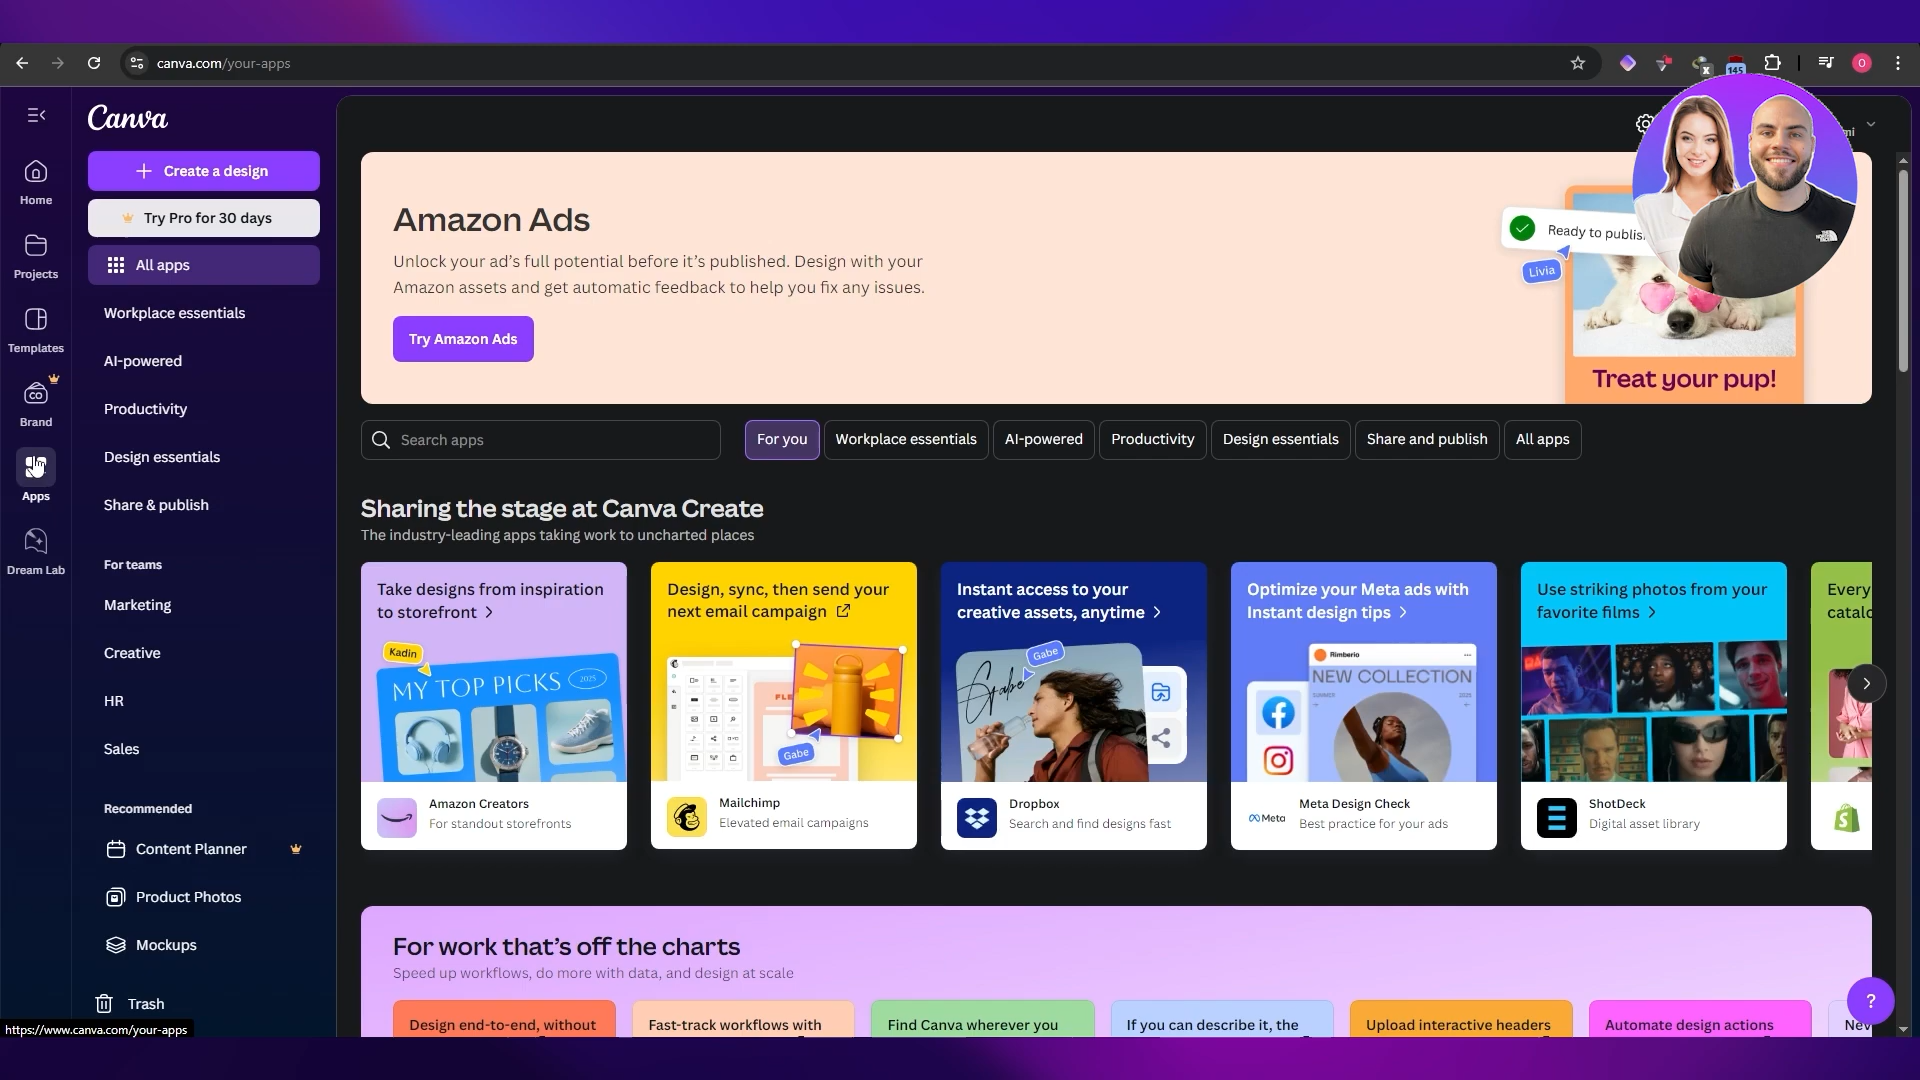 canva.com/your-apps
145
O
Canva
Create a design
Try Pro for 30 days
All apps
Workplace essentials
AI-powered
Productivity
Design essentials
Share & publish
For teams
Marketing
Creative
HR
Sales
Recommended
Content Planner
Product Photos
Mockups
Trash
Home
Projects
Templates
Brand
Apps
Dream Lab
https://www.canva.com/your-apps
Amazon Ads
Unlock your ad’s full potential before it’s published. Design with your
Amazon assets and get automatic feedback to help you fix any issues.
Try Amazon Ads
Ready to publis
Livia
Treat your pup!
Search apps
For you
Workplace essentials
AI-powered
Productivity
Design essentials
Share and publish
All apps
Sharing the stage at Canva Create
The industry-leading apps taking work to uncharted places
Take designs from inspiration
to storefront
Kadin
MY TOP PICKS 2025
Amazon Creators
For standout storefronts
Design, sync, then send your
next email campaign
Gabe
Mailchimp
Elevated email campaigns
Instant access to your
creative assets, anytime
Gabe
Gabe
Dropbox
Search and find designs fast
Optimize your Meta ads with
Instant design tips
Rimberio
NEW COLLECTION
SUMMER 2025
Meta
Meta Design Check
Best practice for your ads
Use striking photos from your
favorite films
ShotDeck
Digital asset library
Every
catalo
For work that’s off the charts
Speed up workflows, do more with data, and design at scale
Design end-to-end, without
Fast-track workflows with
Find Canva wherever you
If you can describe it, the
Upload interactive headers
Automate design actions
Nev
?